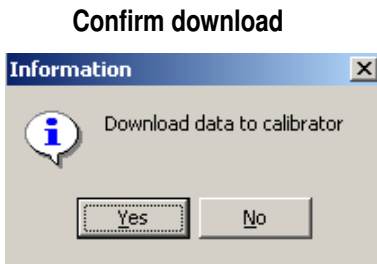 Confirm download
Information
Download data to calibrator
Yes
No